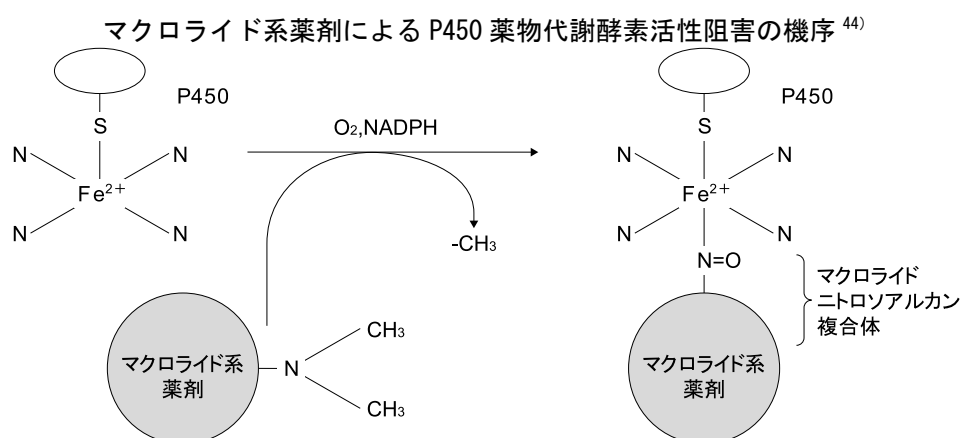 マクロライド系薬剤による P450 薬物代謝酵素活性阻害の機序 44)
P450
S
N
N
Fe2+
N
N
O2,NADPH
-CH3
マクロライド系
薬剤
N
CH3
CH3
P450
S
N
N
Fe2+
N
N
N=O
マクロライド
ニトロソアルカン
複合体
マクロライド系
薬剤